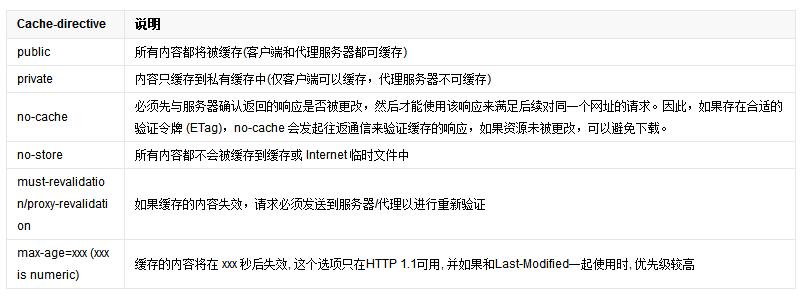 Cache-directive 说明
public 所有内容都将被缓存(客户端和代理服务器都可缓存)
private 内容只缓存到私有缓存中(仅客户端可以缓存，代理服务器不可缓存)
no-cache 必须先与服务器确认返回的响应是否被更改，然后才能使用该响应来满足后续对同一个网址的请求。因此，如果存在合适的
验证令牌 (ETag)，no-cache 会发起往返通信来验证缓存的响应，如果资源未被更改，可以避免下载。
no-store 所有内容都不会被缓存到缓存或 Internet 临时文件中
must-revalidatio
n/proxy-revalidati
on
如果缓存的内容失效，请求必须发送到服务器/代理以进行重新验证
max-age=xxx (xxx
is numeric)
缓存的内容将在 xxx 秒后失效, 这个选项只在HTTP 1.1可用, 并如果和Last-Modified一起使用时, 优先级较高